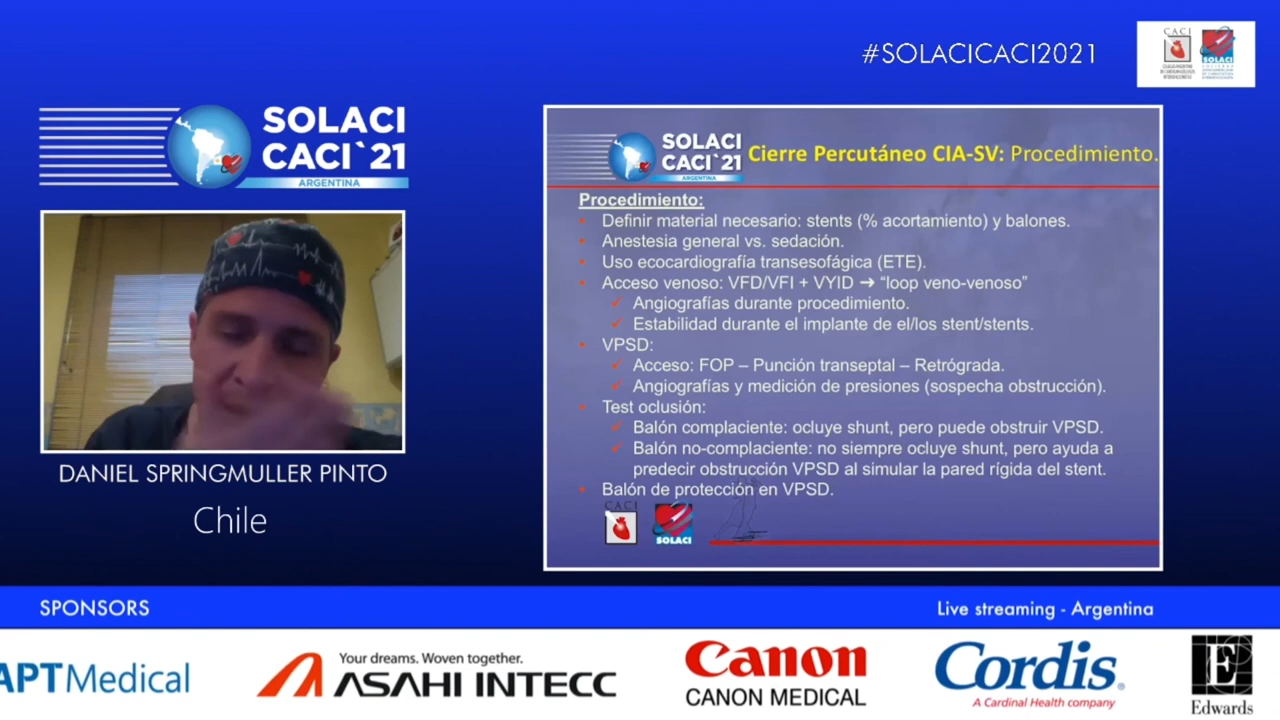 #SOLACICACI2021
CACI
SOLACI
SOLACI
CACI`21
ARGENTINA
SOLACI
CACI`21
ARGENTINA
Cierre Percutáneo CIA-SV: Procedimiento.
Procedimiento:
Definir material necesario: stents (% acortamiento) y balones.
Anestesia general vs. sedación.
Uso ecocardiografía transesofágica (ETE).
Acceso venoso: VFD/VFI + VYID ➔ “loop veno-venoso”
✓ Angiografías durante procedimiento.
✓ Estabilidad durante el implante de el/los stent/stents.
VPSD:
✓ Acceso: FOP – Punción transeptal – Retrógrada.
✓ Angiografías y medición de presiones (sospecha obstrucción).
Test oclusión:
✓ Balón complaciente: ocluye shunt, pero puede obstruir VPSD.
✓ Balón no-complaciente: no siempre ocluye shunt, pero ayuda a
predecir obstrucción VPSD al simular la pared rígida del stent.
Balón de protección en VPSD.
CACI
SOLACI
DANIEL SPRINGMULLER PINTO
Chile
SPONSORS
Live streaming - Argentina
APT Medical
Your dreams. Woven together.
ASAHI INTECC
Canon
CANON MEDICAL
Cordis®
A Cardinal Health company
E
Edwards